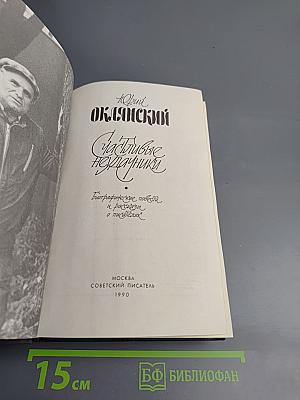 Юрий
ОКЛЯНСКИЙ
Счастливые
неудачники
Биографические повести
и рассказы
о писателях
МОСКВА
СОВЕТСКИЙ ПИСАТЕЛЬ
1990
15 см
БФ БИБЛИОФАН